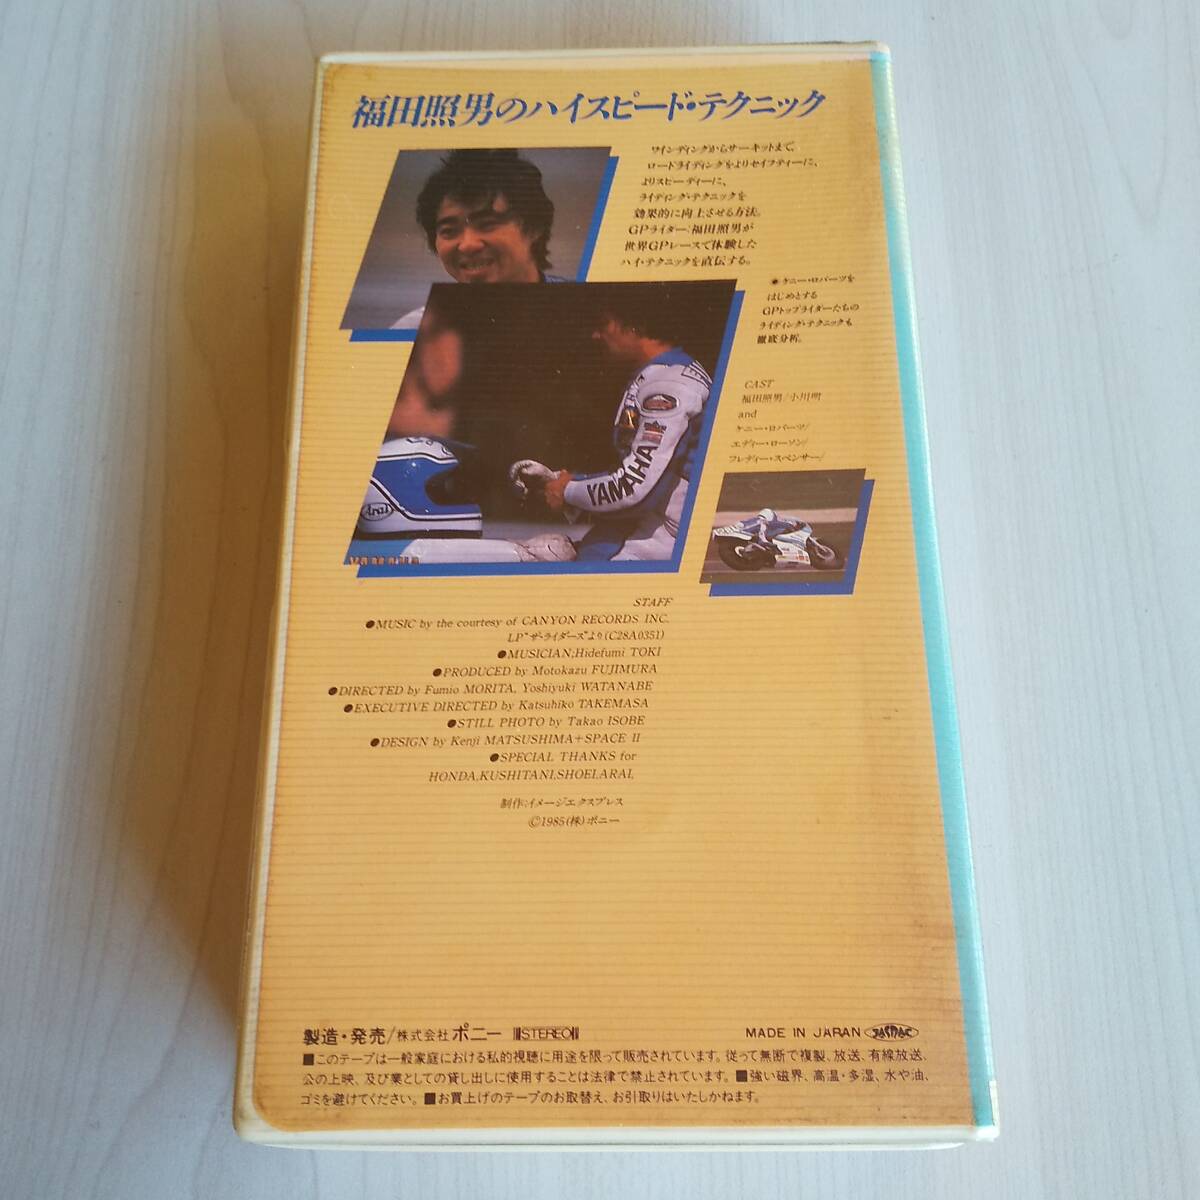 福田照男のハイスピード・テクニック
ワインディングからサーキットまで、
ロードライディングをよりセイフティーに、
よりスピーディーに、
ライディング・テクニックを
効果的に向上させる方法。
GPライダー、福田照男が
世界GPレースで体験した
ハイ・テクニックを直伝する。
●ケニー・ロバーツを
はじめとする
GPトップライダーたちの
ライディング・テクニックも
徹底分析。
CAST
福田照男/小川明
and
ケニー・ロバーツ/
エディー・ローソン/
フレディー・スペンサー/
YAMAHA
Arai
STAFF
●MUSIC by the courtesy of CANYON RECORDS INC.
LP"ザ・ライダーズ"より(C28A0351)
●MUSICIAN;Hidefumi TOKI
●PRODUCED by Motokazu FUJIMURA
●DIRECTED by Fumio MORITA, Yoshiyuki WATANABE
●EXECUTIVE DIRECTED by Katsuhiko TAKEMASA
●STILL PHOTO by Takao ISOBE
●DESIGN by Kenji MATSUSHIMA+SPACE II
●SPECIAL THANKS for
HONDA,KUSHITANI,SHOEI,ARAI,
制作:イメージエクスプレス
©1985(株)ポニー
製造・発売/株式会社ポニー STEREO MADE IN JAPAN JASRAC
■このテープは一般家庭における私的視聴に用途を限って販売されています。従って無断で複製、放送、有線放送、
公の上映、及び業としての貸し出しに使用することは法律で禁止されています。■強い磁界、高温・多湿、水や油、
ゴミを避けてください。■お買上げのテープのお取替え、お引取りはいたしかねます。